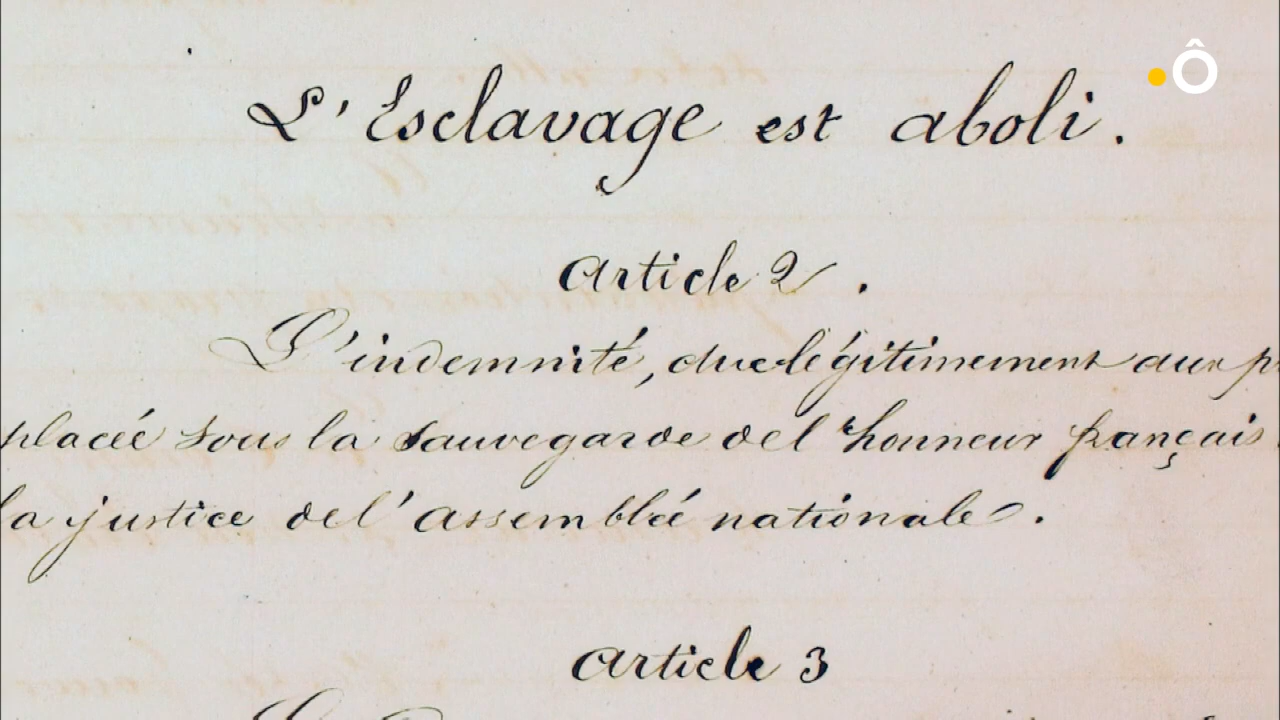 Ô
L'Esclavage est aboli.
Article 2.
L'indemnité, due légitimement aux
placée sous la sauvegarde de l'honneur français
la justice de l'assemblée nationale.
Article 3